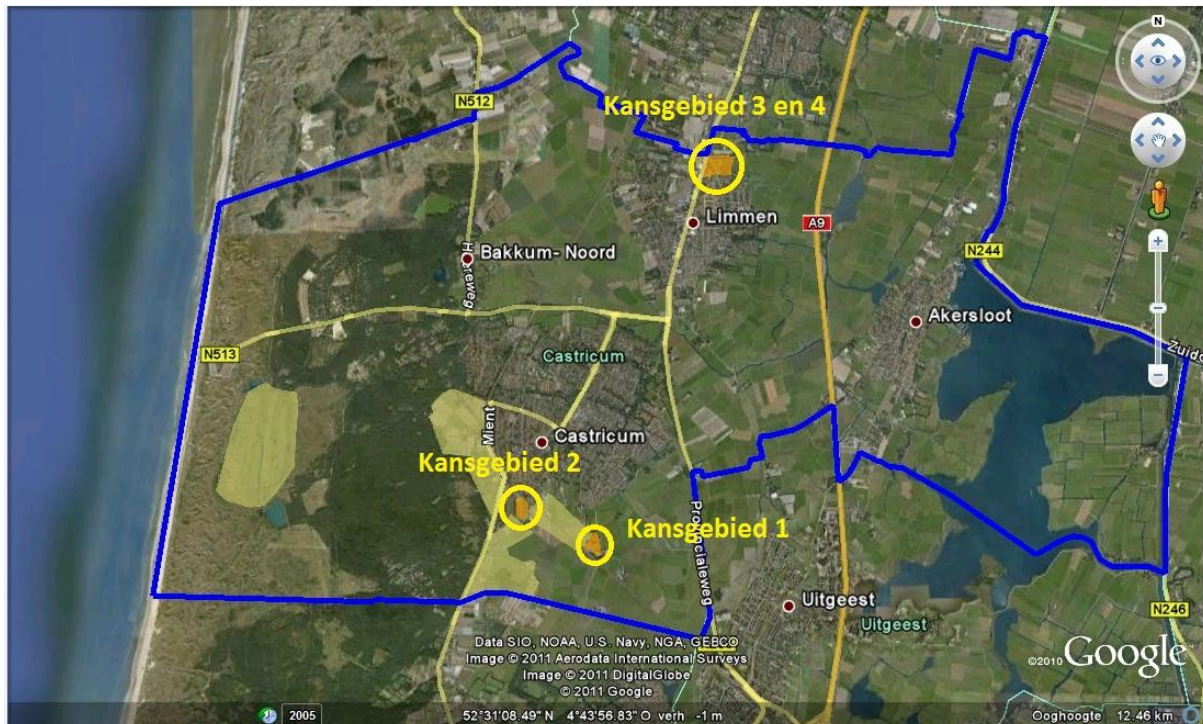 N
N512
Kansgebied 3 en 4
Limmen
A9
Bakkum- Noord
N244
Akersloot
N513
Castricum
Mient
Castricum
Kansgebied 2
Kansgebied 1
Provincialeweg
Uitgeest
Uitgeest
N246
Data SIO, NOAA, U.S. Navy, NGA, GEBCO
Image © 2011 Aerodata International Surveys
Image © 2011 DigitalGlobe
© 2011 Google
©2010 Google
2005
52°31'08.49" N 4°43'56.83" O verh -1 m
Ooghoogte 12.46 km